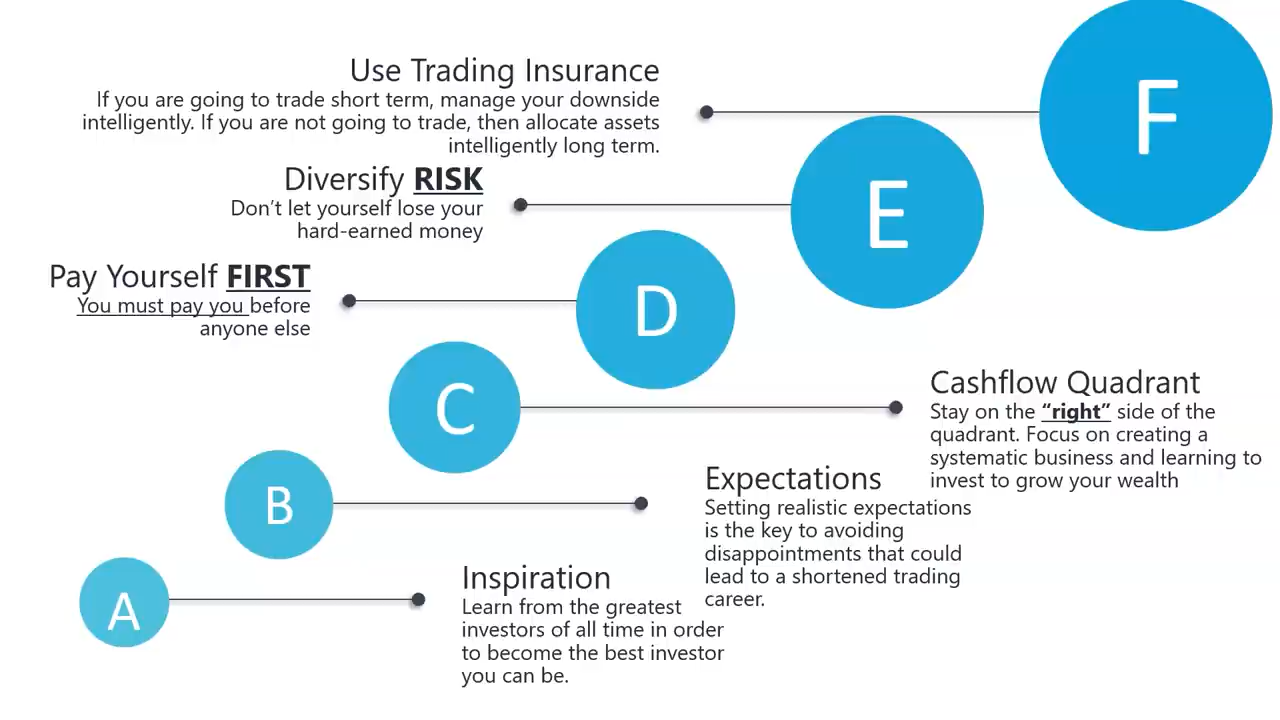 Use Trading Insurance
If you are going to trade short term, manage your downside
intelligently. If you are not going to trade, then allocate assets
intelligently long term.
F
Diversify RISK
Don’t let yourself lose your
hard-earned money
E
Pay Yourself FIRST
You must pay you before
anyone else
D
C
Cashflow Quadrant
Stay on the “right” side of the
quadrant. Focus on creating a
systematic business and learning to
invest to grow your wealth
B
Expectations
Setting realistic expectations
is the key to avoiding
disappointments that could
lead to a shortened trading
career.
A
Inspiration
Learn from the greatest
investors of all time in order
to become the best investor
you can be.